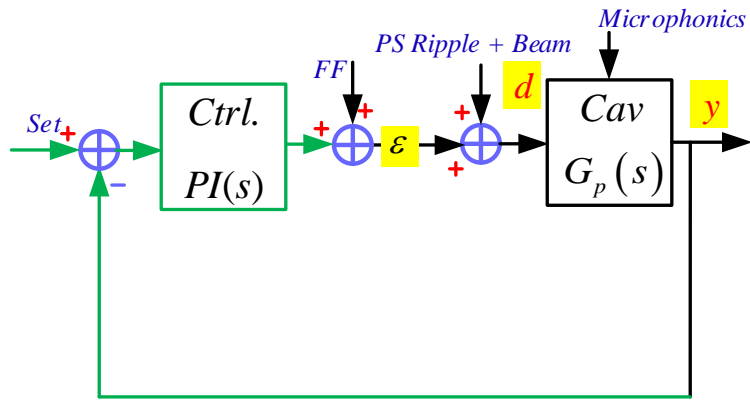 Microphonics
PS Ripple + Beam
FF
d
y
Set
+
Ctrl.
PI(s)
+
+
ε
+
+
Cav
G_p(s)
−